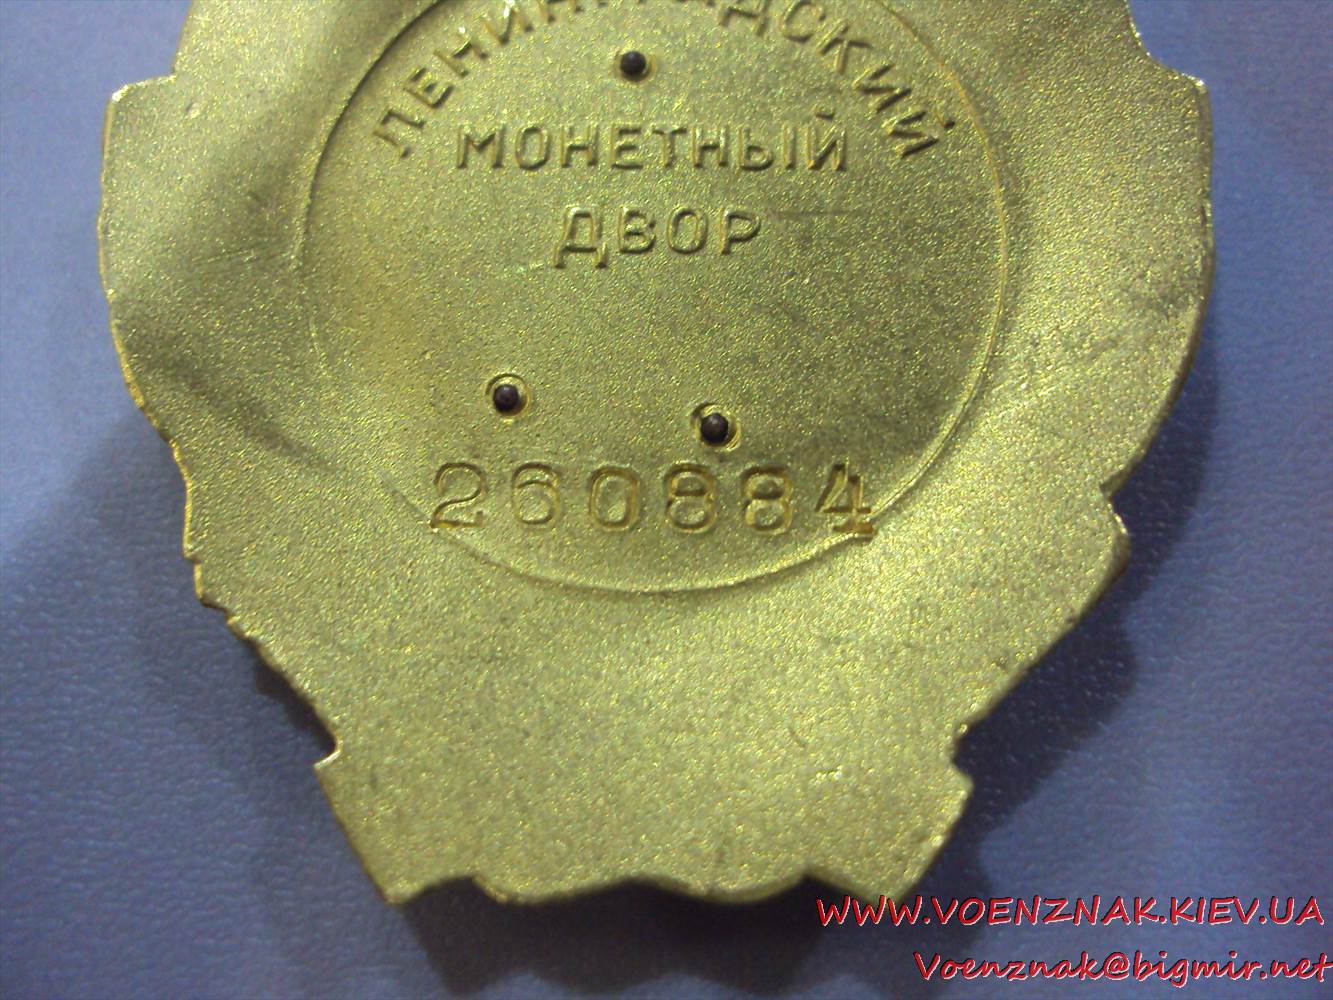 ЛЕНИНГРАДСКИЙ
МОНЕТНЫЙ
ДВОР
260884
WWW.VOENZNAK.KIEV.UA
Voenznak@bigmir.net